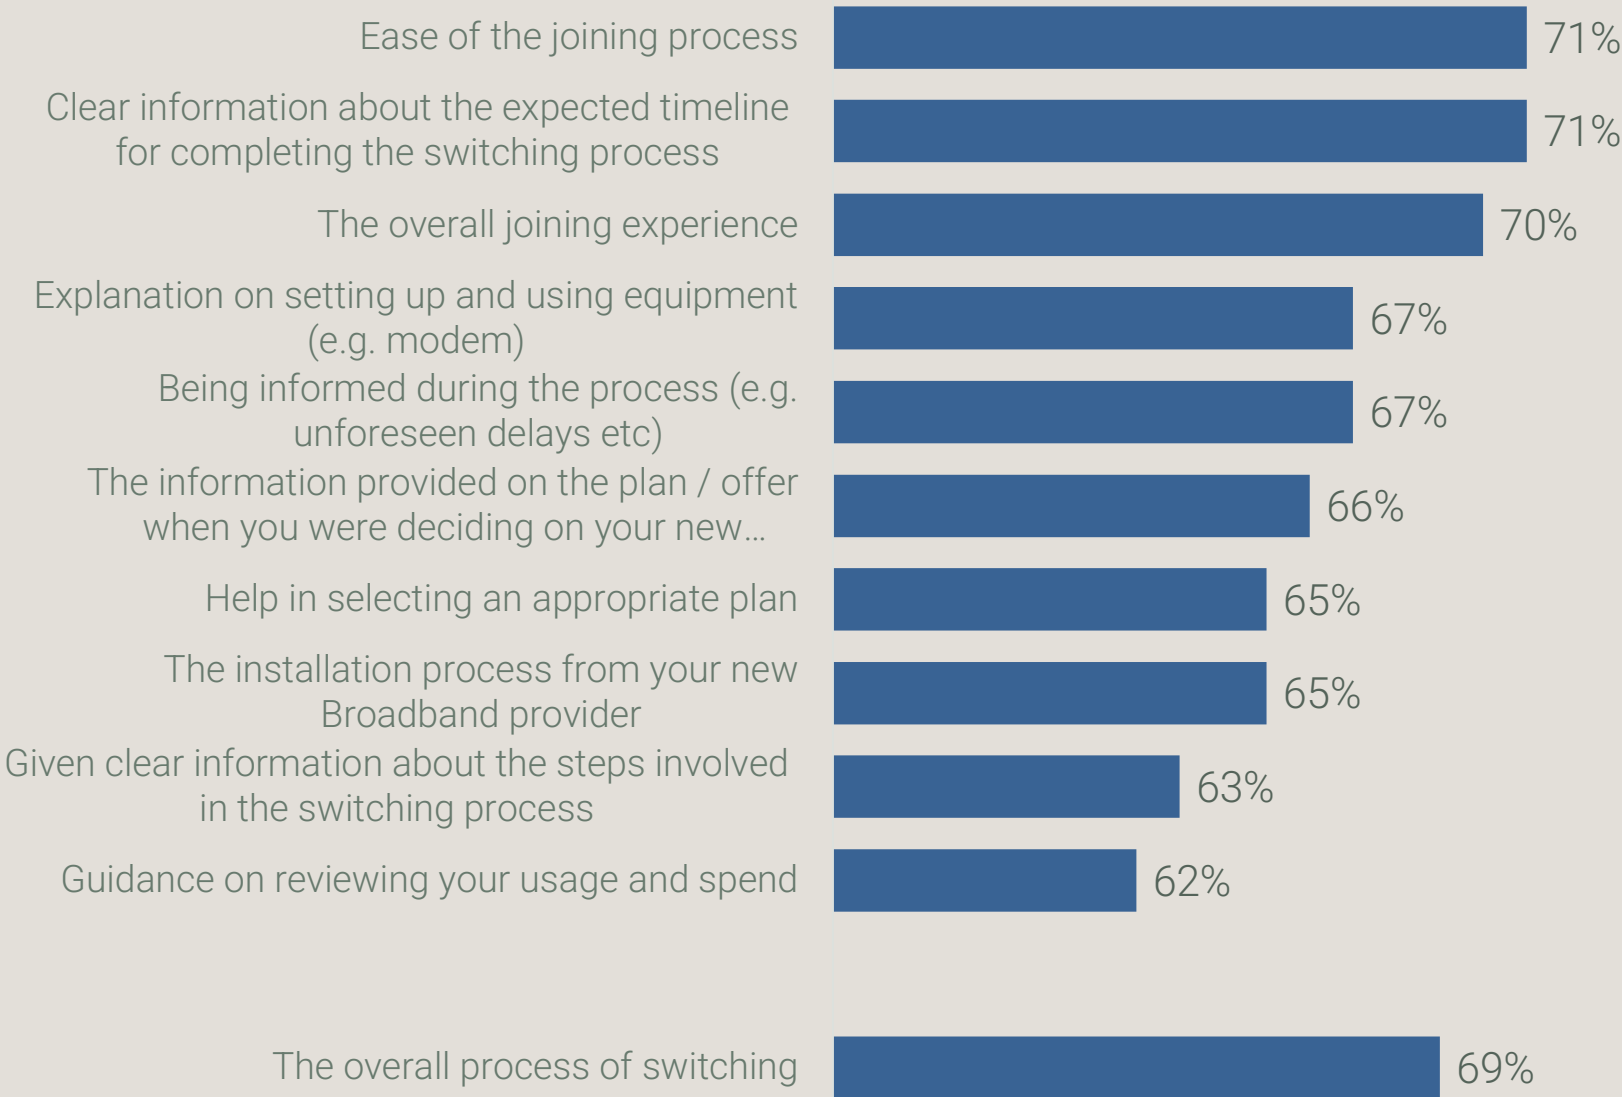 Ease of the joining process 71%
Clear information about the expected timeline
for completing the switching process 71%
The overall joining experience 70%
Explanation on setting up and using equipment
(e.g. modem) 67%
Being informed during the process (e.g.
unforeseen delays etc) 67%
The information provided on the plan / offer
when you were deciding on your new... 66%
Help in selecting an appropriate plan 65%
The installation process from your new
Broadband provider 65%
Given clear information about the steps involved
in the switching process 63%
Guidance on reviewing your usage and spend 62%
The overall process of switching 69%